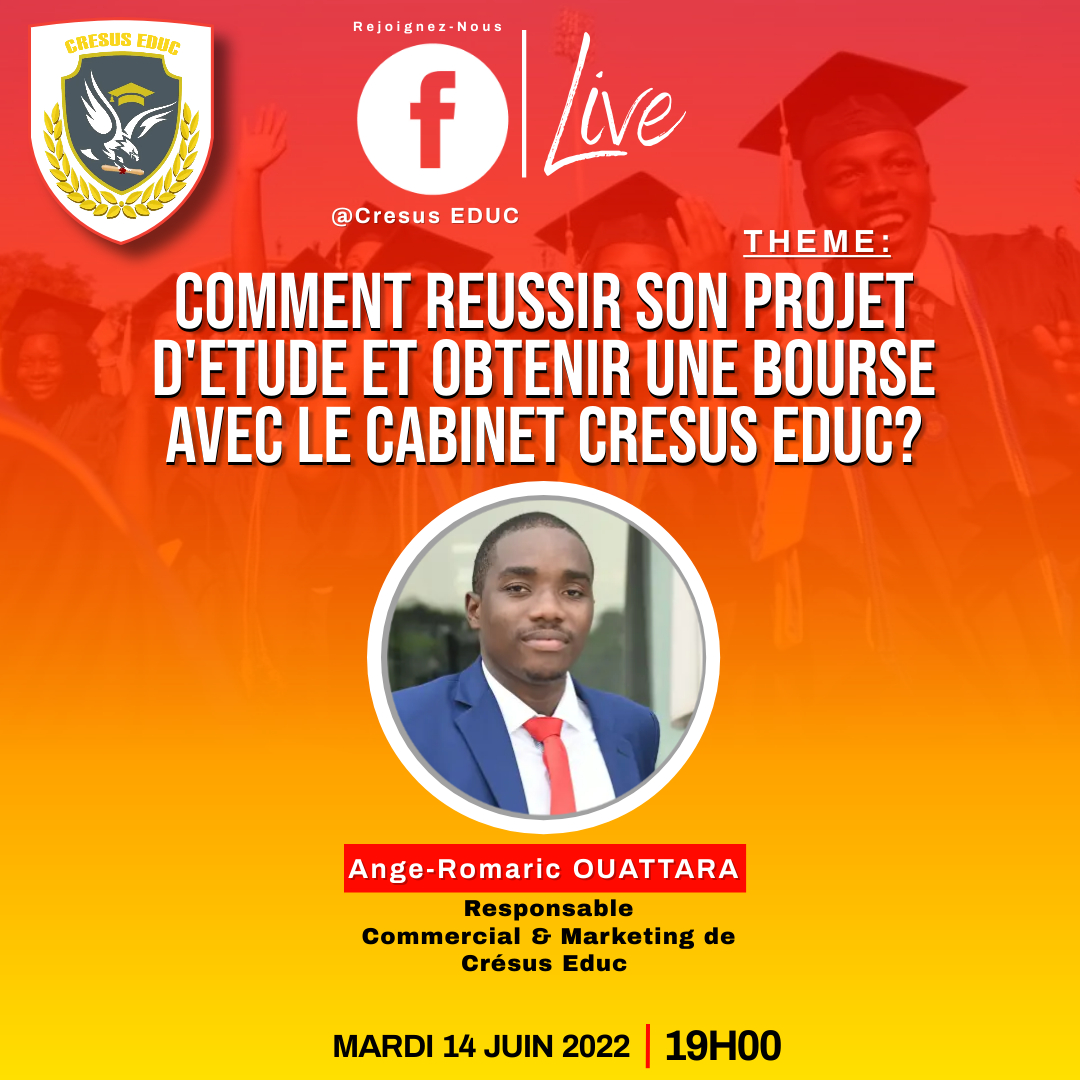 CRESUS EDUC
Rejoignez-Nous
f
Live
@Cresus EDUC
THEME:
COMMENT REUSSIR SON PROJET
D'ETUDE ET OBTENIR UNE BOURSE
AVEC LE CABINET CRESUS EDUC?
Ange-Romaric OUATTARA
Responsable
Commercial & Marketing de
Crésus Educ
MARDI 14 JUIN 2022 | 19H00